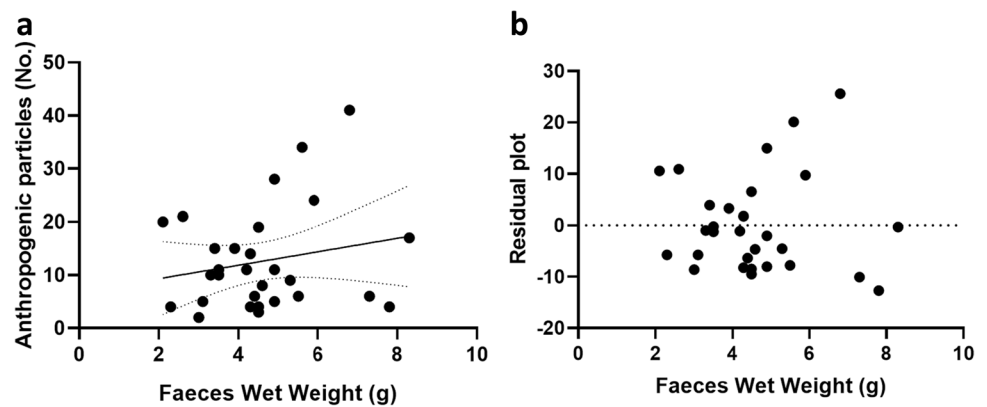 a
Anthropogenic particles (No.)
50
40
30
20
10
0
0 2 4 6 8 10
Faeces Wet Weight (g)
b
Residual plot
30
20
10
0
-10
-20
0 2 4 6 8 10
Faeces Wet Weight (g)